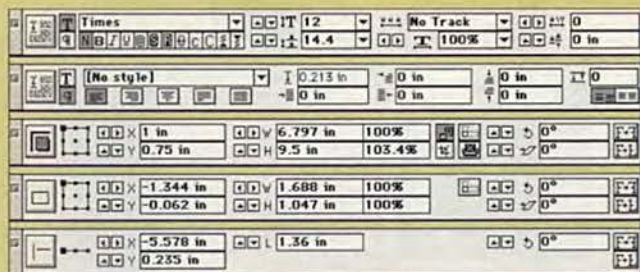 T Times T 12 No Track 0
N B I U C C 14.4 T 100% 0 in
T [No style] 0.213 in 0 in 0 in 0
0 in 0 in 0 in
X 1 in W 6.797 in 100% 0°
Y 0.75 in H 9.5 in 103.4% 0°
X -1.344 in W 1.688 in 100% 0°
Y -0.062 in H 1.047 in 100% 0°
X -5.578 in L 1.36 in 0°
Y 0.235 in